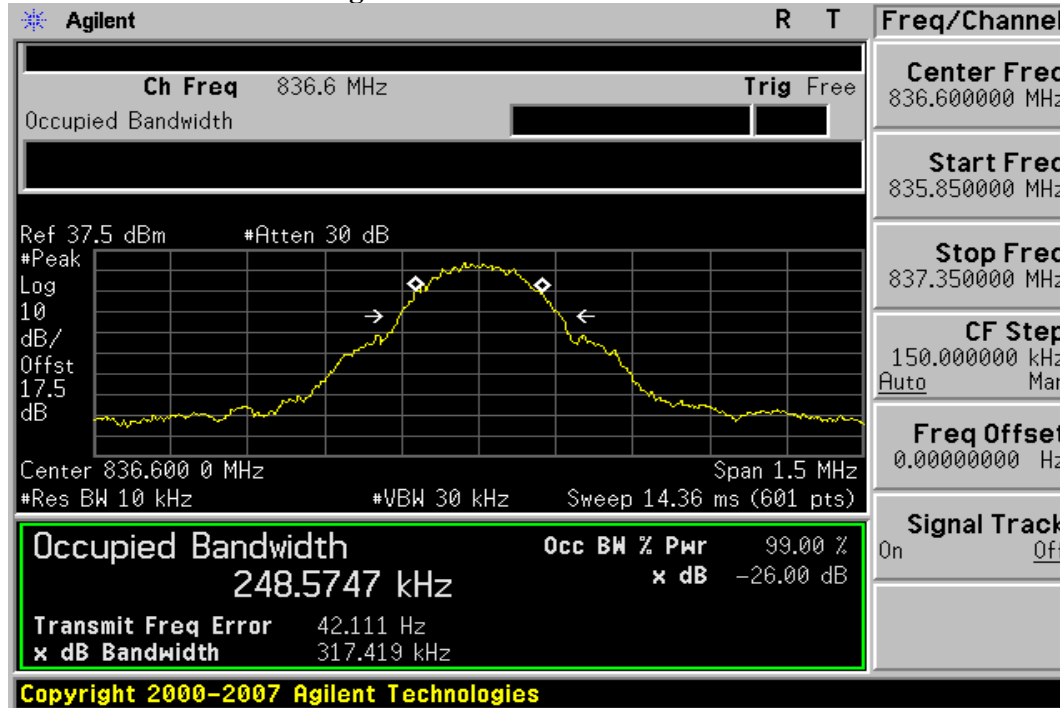 Agilent R T Freq/Channel
Ch Freq 836.6 MHz Trig Free
Occupied Bandwidth
Center Freq
836.600000 MHz
Start Freq
835.850000 MHz
Stop Freq
837.350000 MHz
CF Step
150.000000 kHz
Auto Man
Freq Offset
0.00000000 Hz
Signal Track
On Off
Ref 37.5 dBm #Atten 30 dB
#Peak
Log
10
dB/
Offst
17.5
dB
Center 836.600 0 MHz Span 1.5 MHz
#Res BW 10 kHz #VBW 30 kHz Sweep 14.36 ms (601 pts)
Occupied Bandwidth Occ BW % Pwr 99.00 %
248.5747 kHz x dB -26.00 dB
Transmit Freq Error 42.111 Hz
x dB Bandwidth 317.419 kHz
Copyright 2000-2007 Agilent Technologies